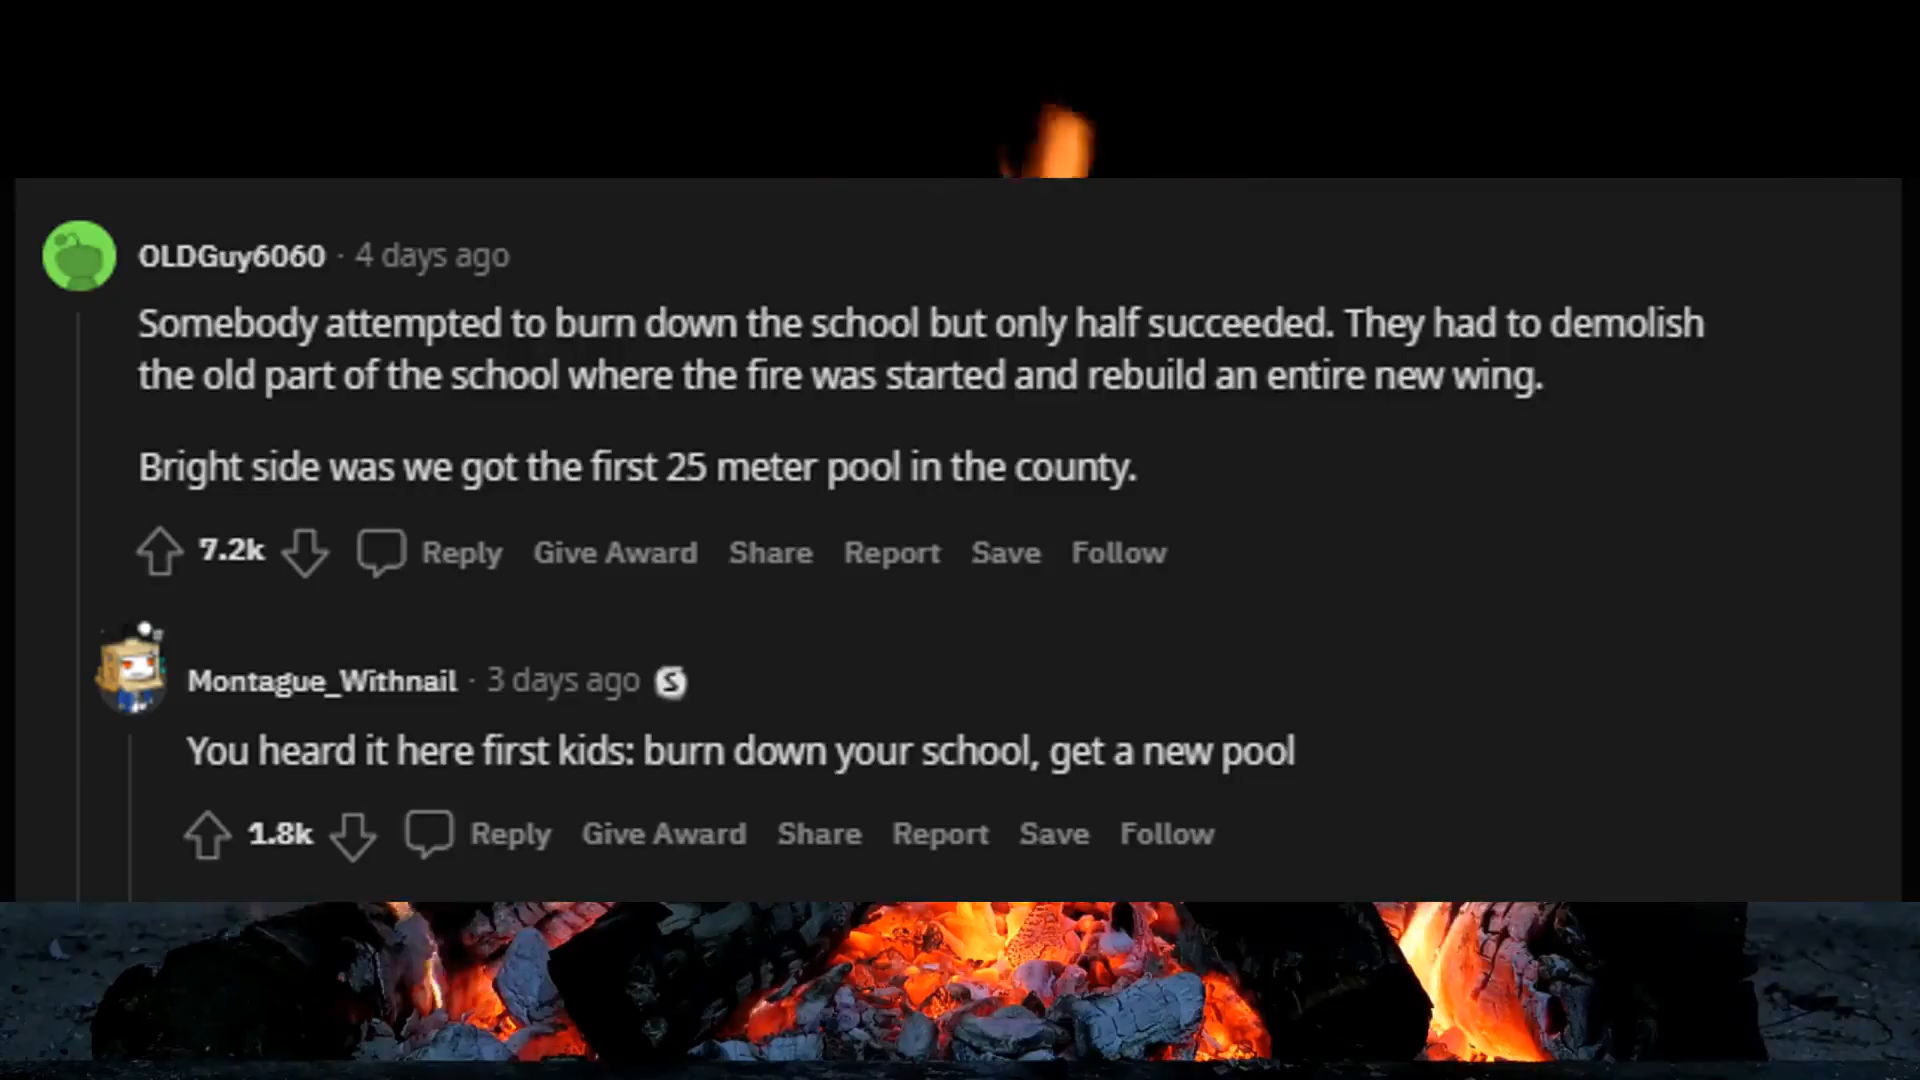 OLDGuy6060 · 4 days ago
Somebody attempted to burn down the school but only half succeeded. They had to demolish
the old part of the school where the fire was started and rebuild an entire new wing.
Bright side was we got the first 25 meter pool in the county.
7.2k Reply Give Award Share Report Save Follow
Montague_Withnail · 3 days ago S
You heard it here first kids: burn down your school, get a new pool
1.8k Reply Give Award Share Report Save Follow